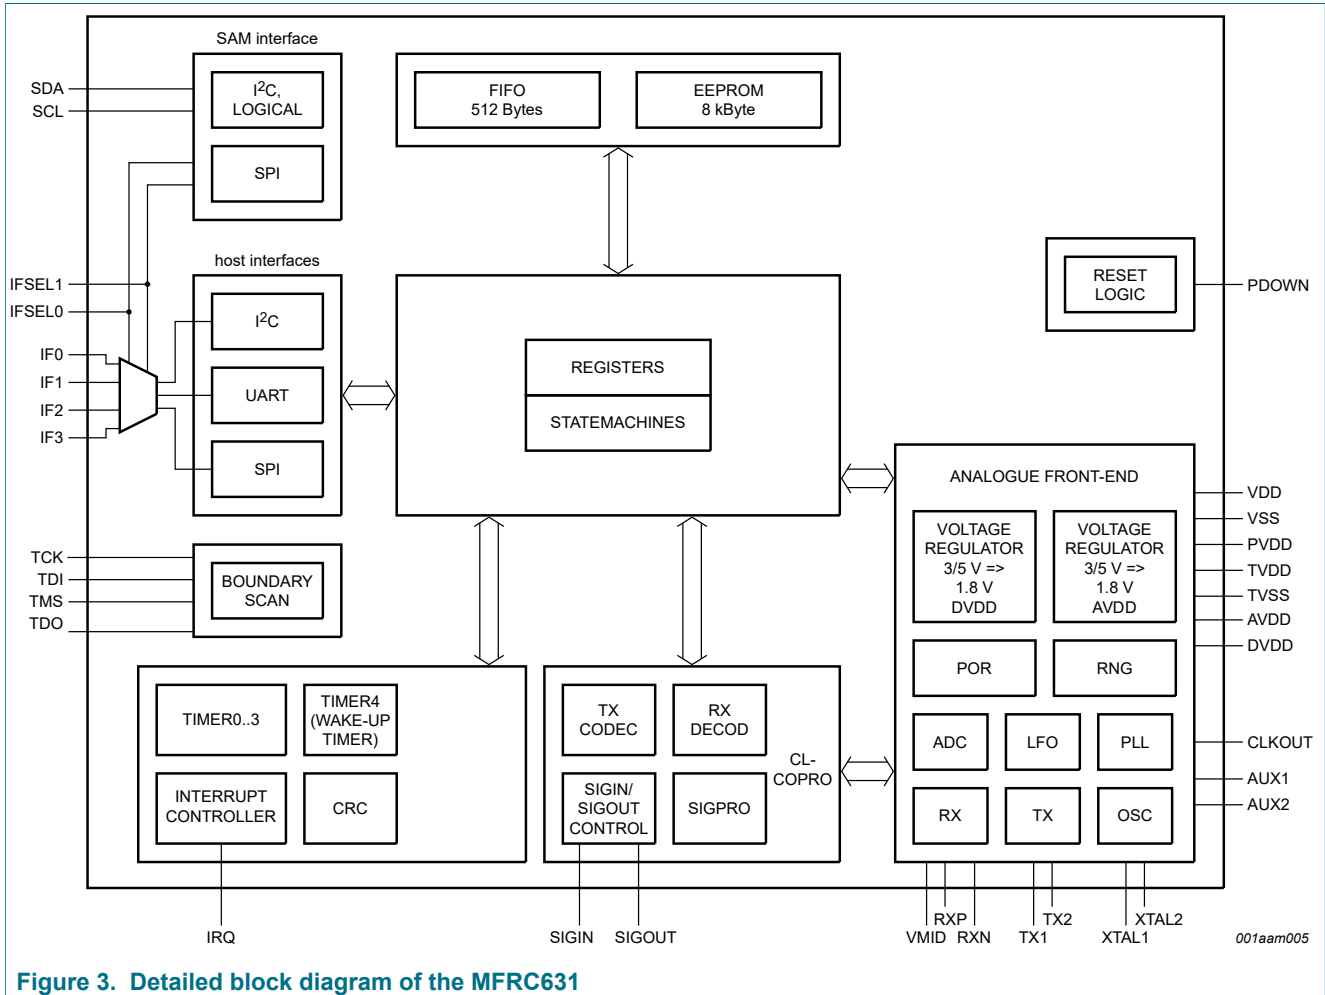 SAM interface
SDA
SCL
I2C,
LOGICAL
SPI
FIFO
512 Bytes
EEPROM
8 kByte
host interfaces
IFSEL1
IFSEL0
IF0
IF1
IF2
IF3
I2C
UART
SPI
REGISTERS
STATEMACHINES
RESET
LOGIC
PDOWN
TCK
TDI
TMS
TDO
BOUNDARY
SCAN
ANALOGUE FRONT-END
VOLTAGE
REGULATOR
3/5 V =>
1.8 V
DVDD
VOLTAGE
REGULATOR
3/5 V =>
1.8 V
AVDD
POR
RNG
ADC
LFO
PLL
RX
TX
OSC
VDD
VSS
PVDD
TVDD
TVSS
AVDD
DVDD
CLKOUT
AUX1
AUX2
TIMER0..3
TIMER4
(WAKE-UP
TIMER)
INTERRUPT
CONTROLLER
CRC
TX
CODEC
RX
DECOD
SIGIN/
SIGOUT
CONTROL
SIGPRO
CL-
COPRO
IRQ
SIGIN
SIGOUT
VMID
RXP
RXN
TX1
TX2
XTAL1
XTAL2
001aam005
Figure 3. Detailed block diagram of the MFRC631